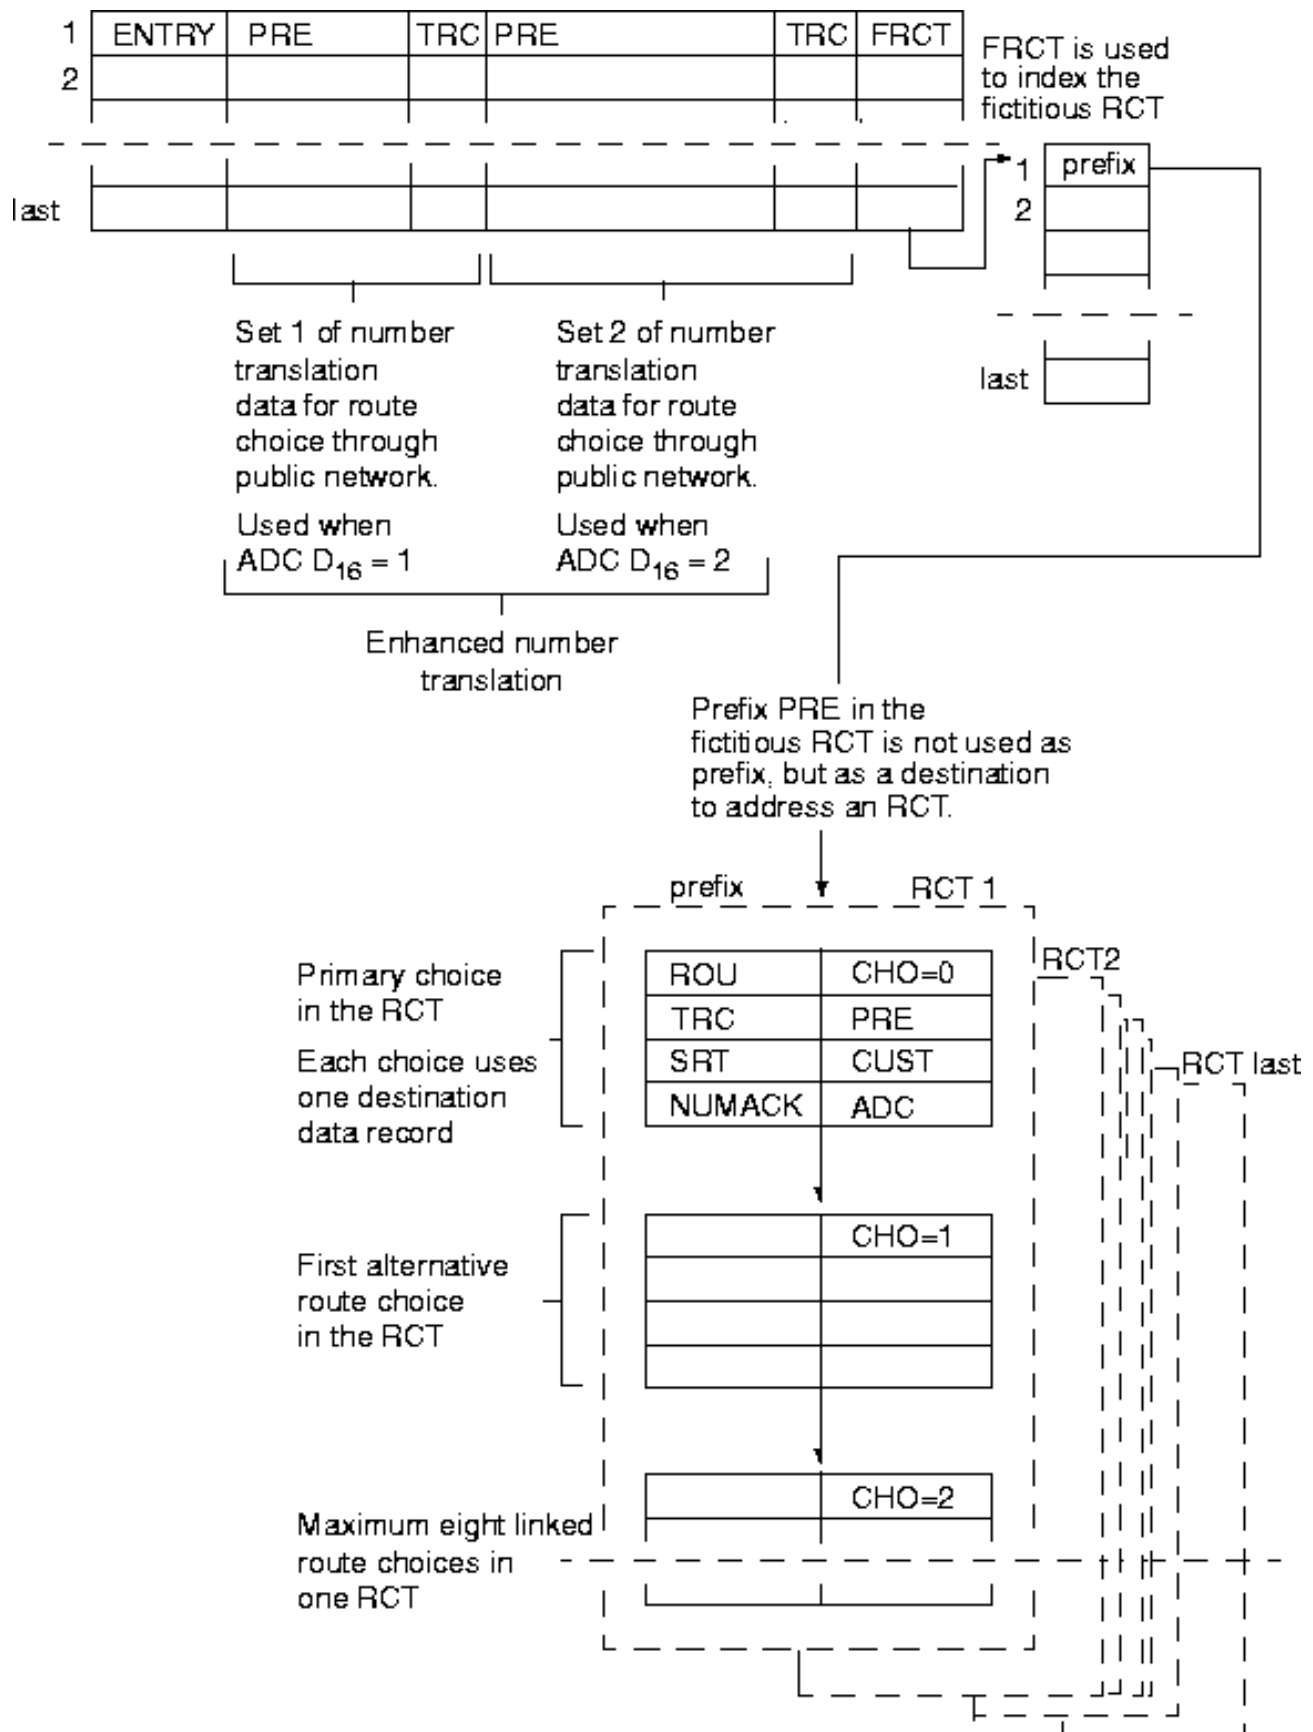 1 ENTRY PRE TRC PRE TRC FRCT
2
last
FRCT is used
to index the
fictitious RCT
1 prefix
2
last
Set 1 of number
translation
data for route
choice through
public network.
Used when
ADC D16 = 1
Set 2 of number
translation
data for route
choice through
public network.
Used when
ADC D16 = 2
Enhanced number
translation
Prefix PRE in the
fictitious RCT is not used as
prefix, but as a destination
to address an RCT.
prefix RCT 1
RCT2
RCT last
Primary choice
in the RCT
Each choice uses
one destination
data record
ROU CHO=0
TRC PRE
SRT CUST
NUMACK ADC
First alternative
route choice
in the RCT
CHO=1
CHO=2
Maximum eight linked
route choices in
one RCT